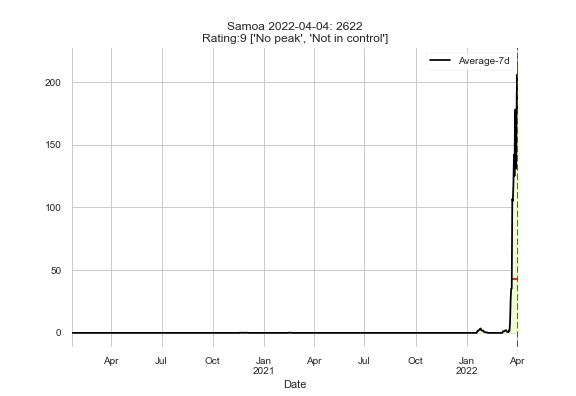 Samoa 2022-04-04: 2622
Rating:9 ['No peak', 'Not in control']
Average-7d
200
150
100
50
0
Apr Jul Oct Jan Apr Jul Oct Jan Apr
2021 2022
Date